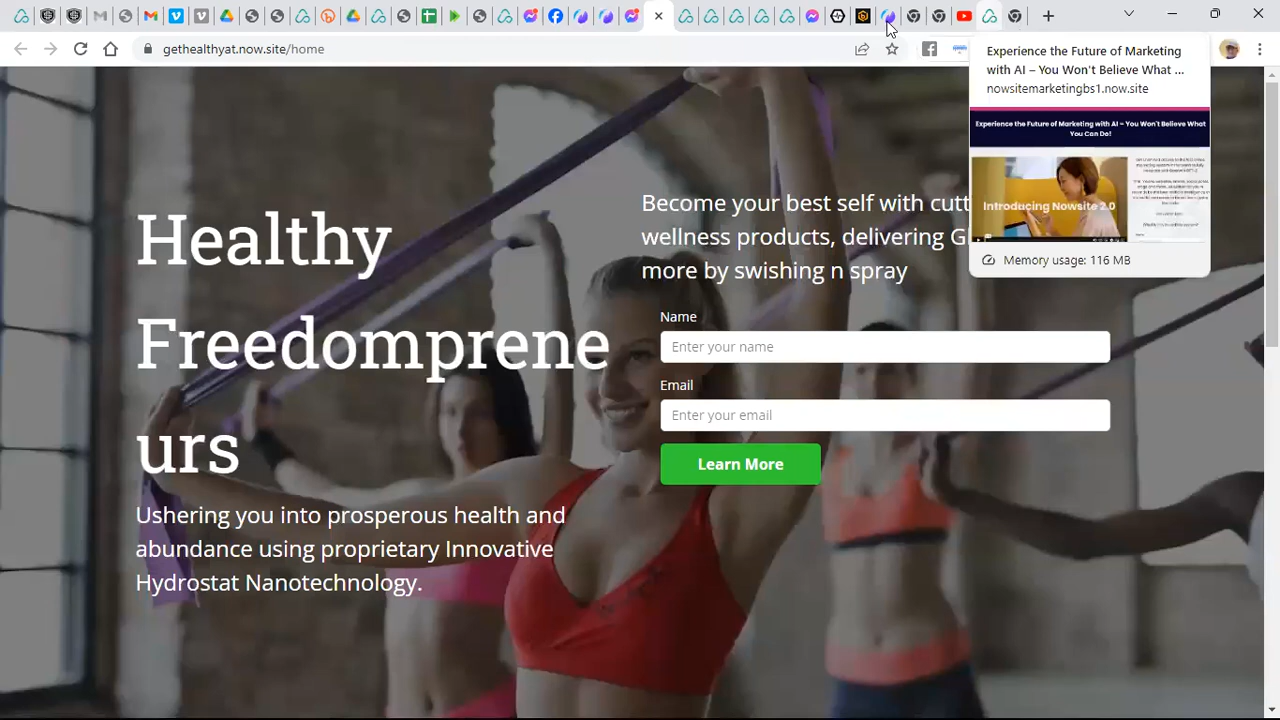 gethealthyat.now.site/home
Experience the Future of Marketing
with AI – You Won't Believe What ...
nowsitemarketingbs1.now.site
Experience the Future of Marketing with AI – You Won't Believe What
You Can Do!
Introducing Nowsite 2.0
Memory usage: 116 MB
Healthy
Freedomprene
urs
Ushering you into prosperous health and
abundance using proprietary Innovative
Hydrostat Nanotechnology.
Become your best self with cutt
wellness products, delivering Gl
more by swishing n spray
Name
Enter your name
Email
Enter your email
Learn More